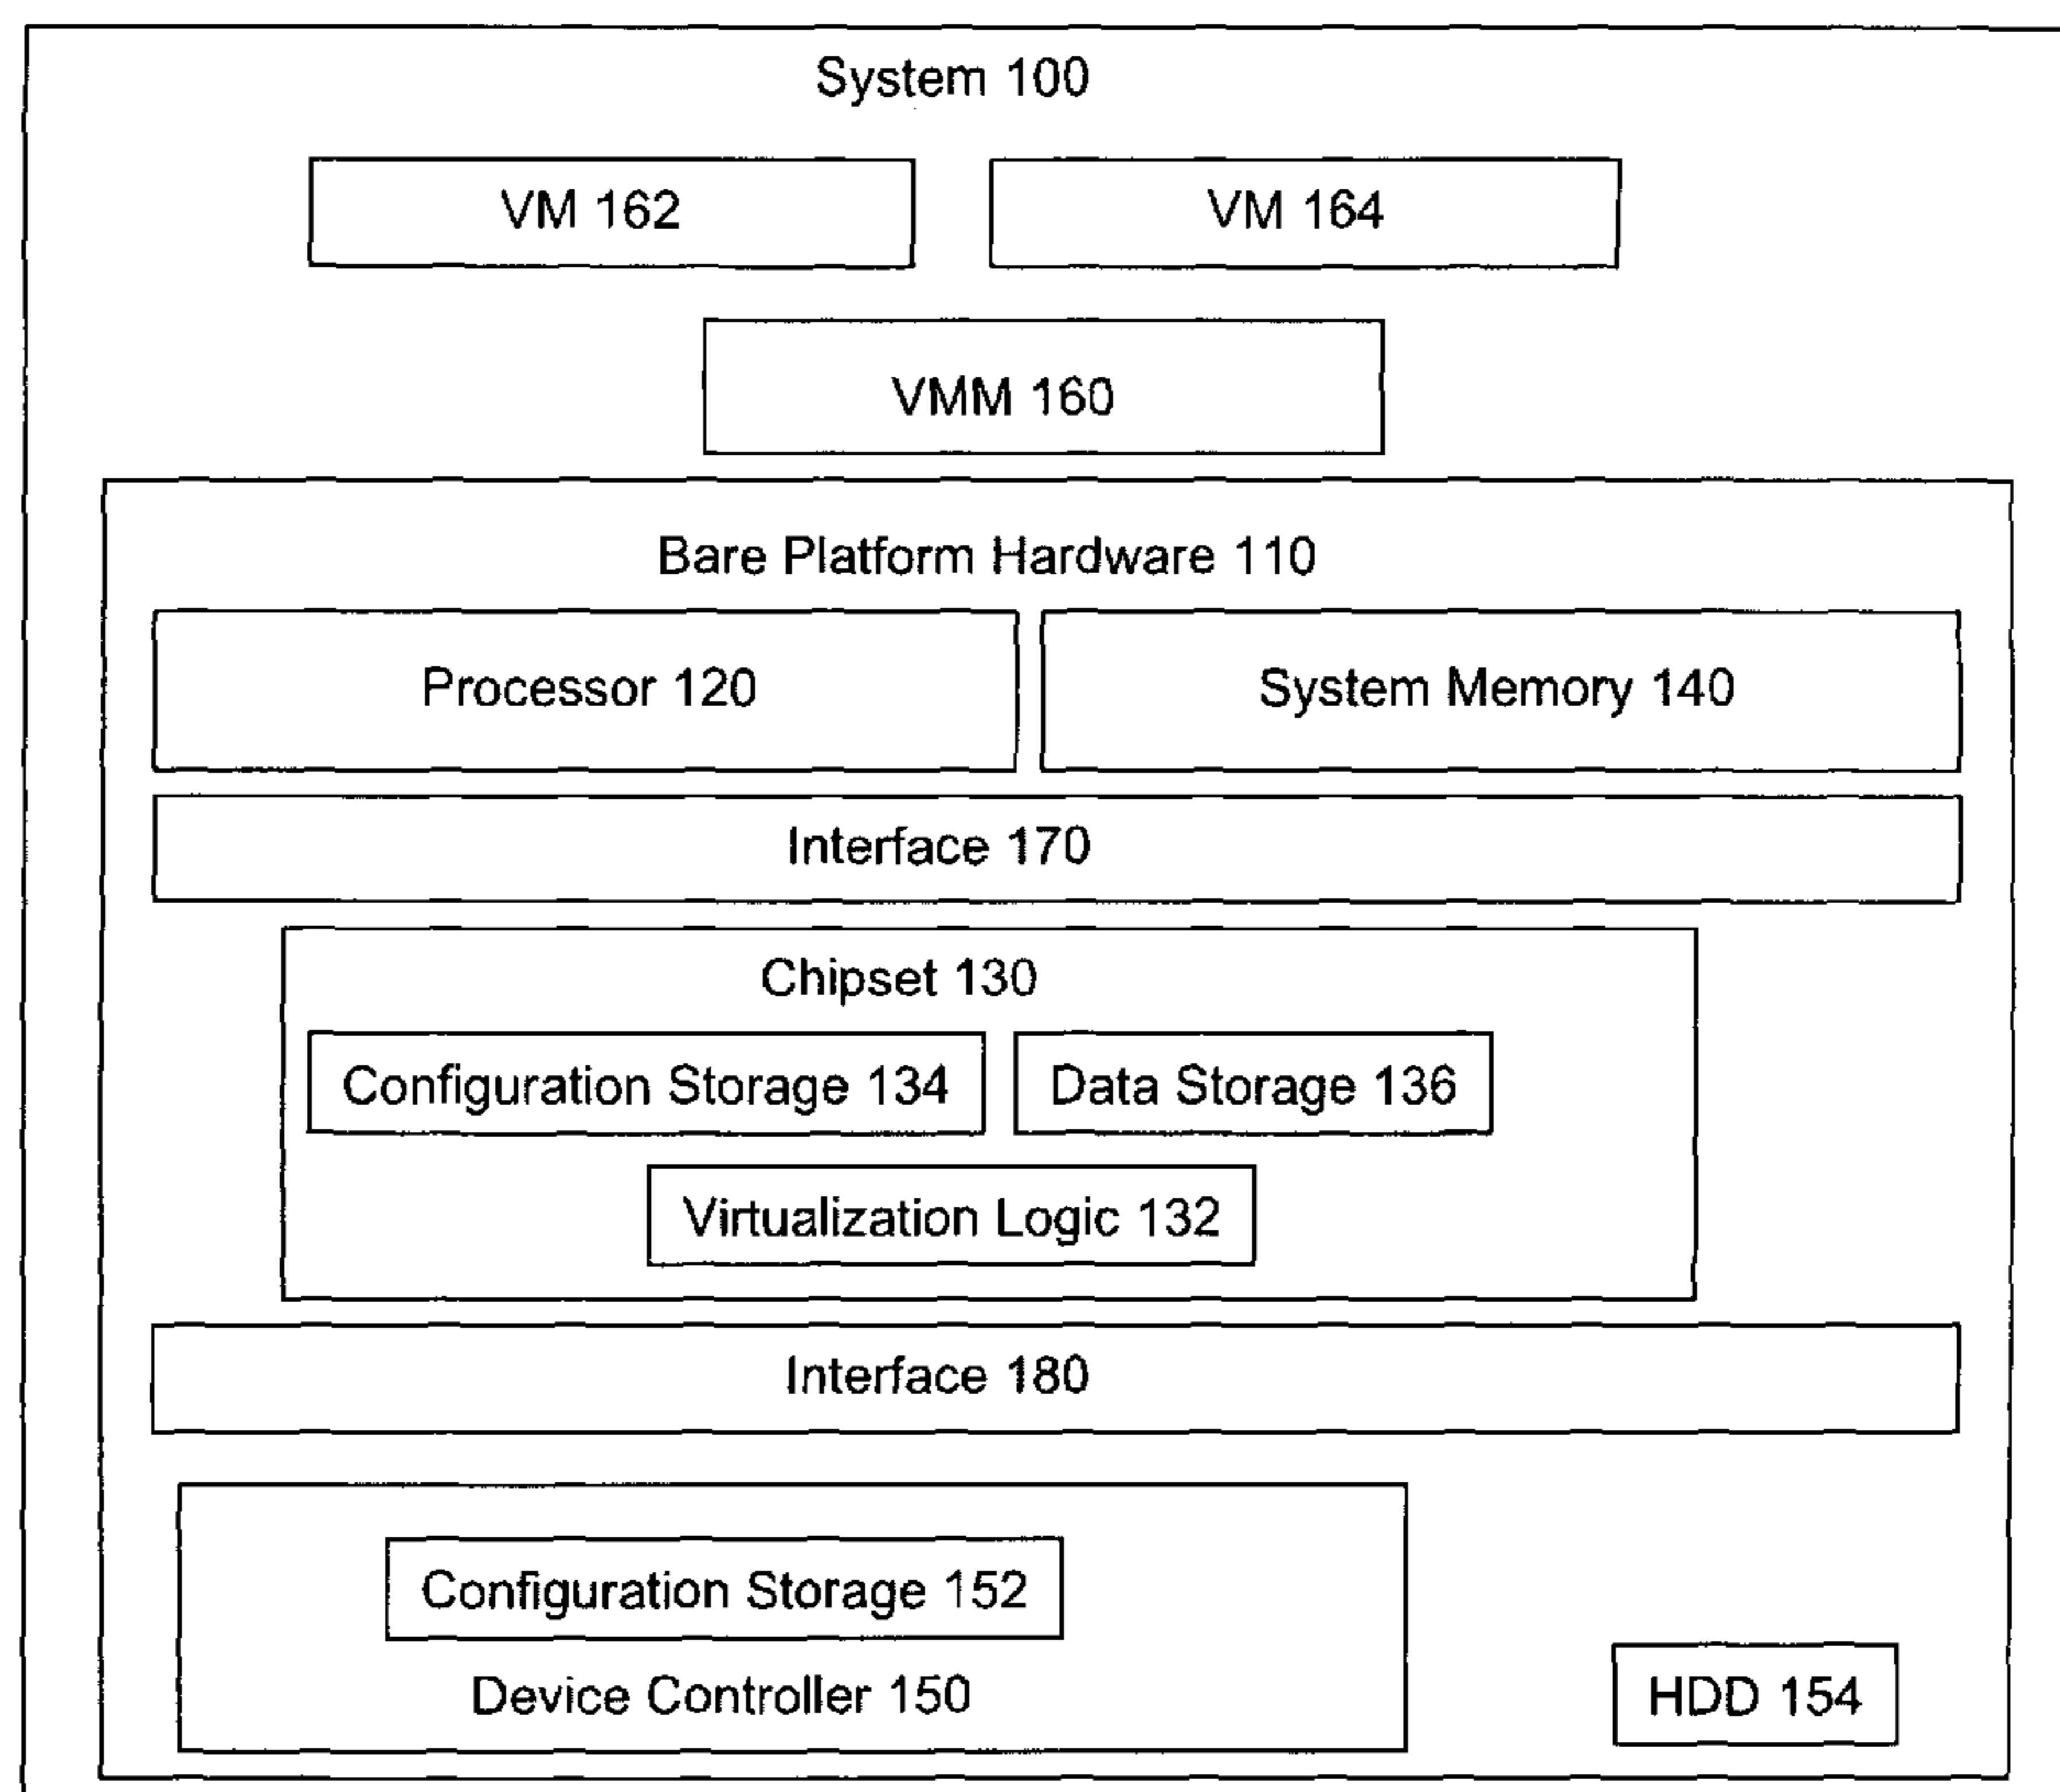 System 100
VM 162
VM 164
VMM 160
Bare Platform Hardware 110
Processor 120
System Memory 140
Interface 170
Chipset 130
Configuration Storage 134
Data Storage 136
Virtualization Logic 132
Interface 180
Configuration Storage 152
Device Controller 150
HDD 154